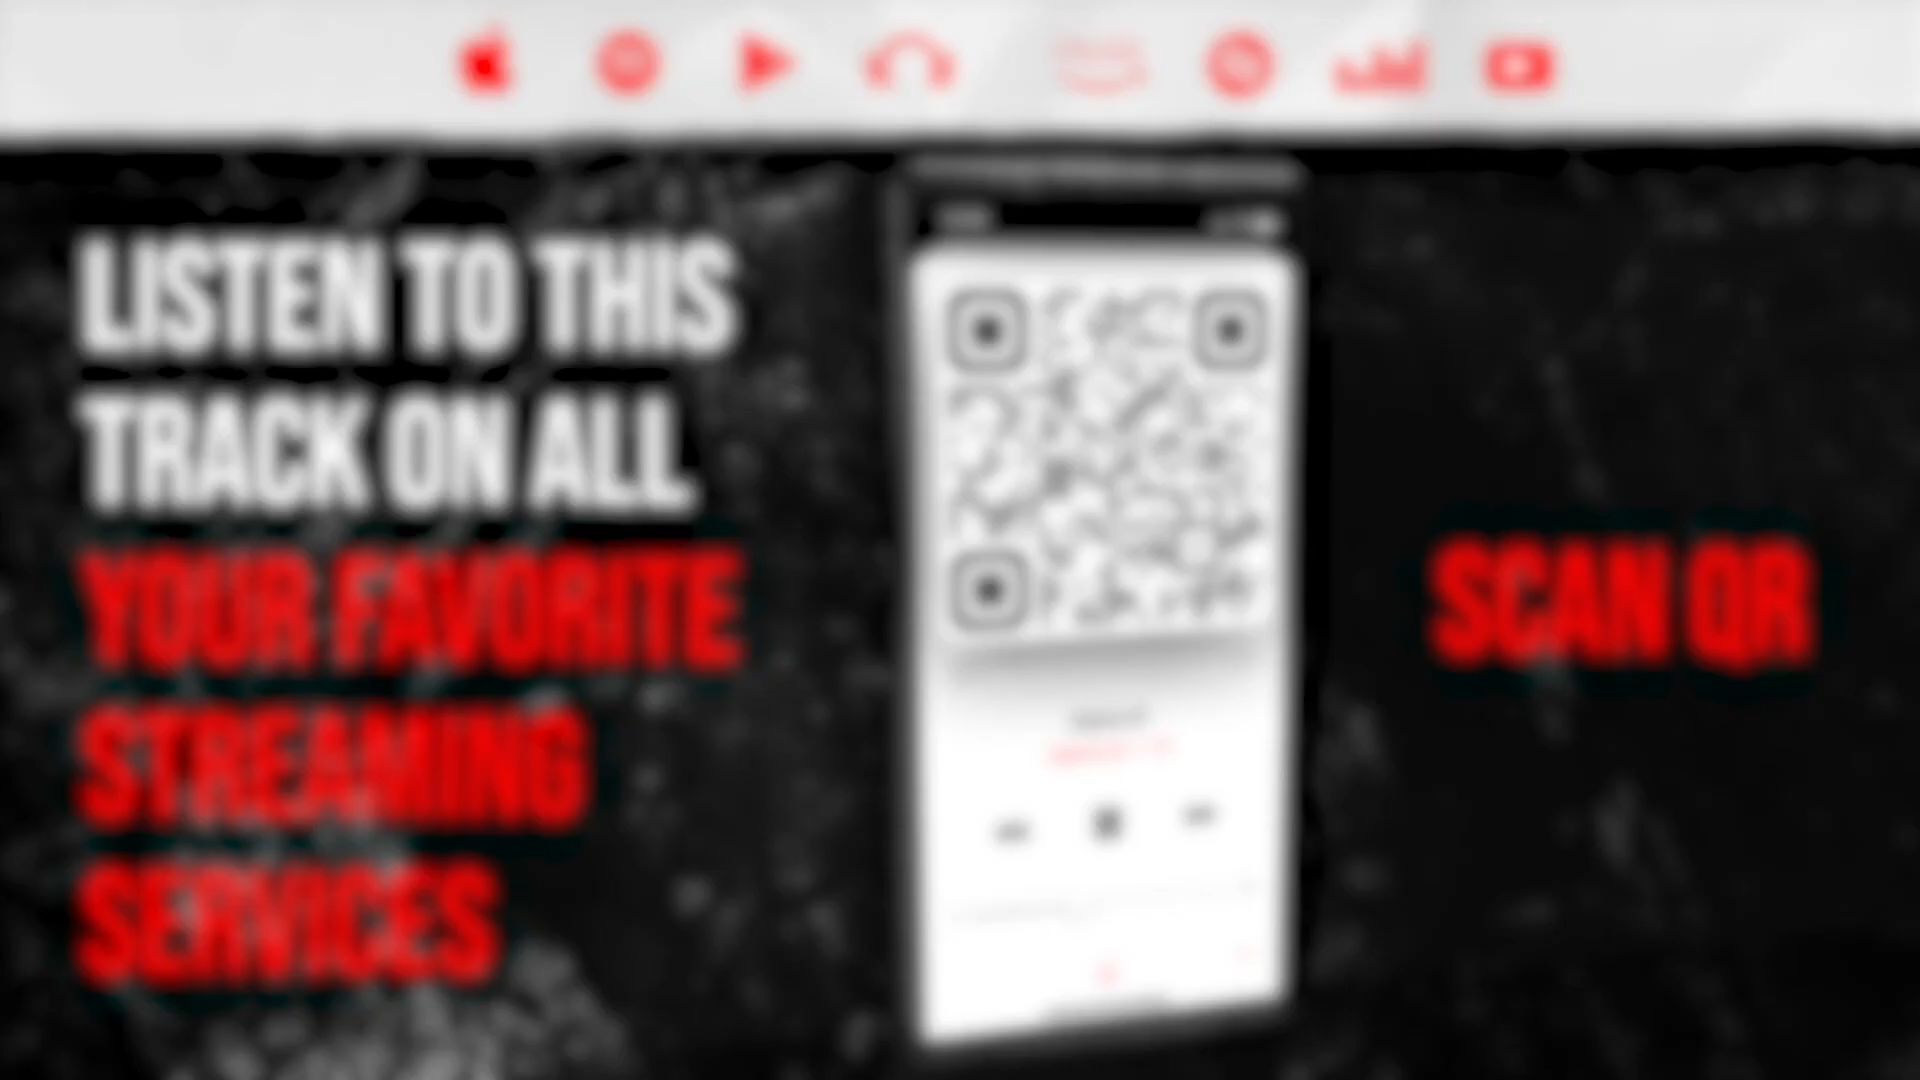 LISTEN TO THIS
TRACK ON ALL
YOUR FAVORITE
STREAMING
SERVICES
SCAN QR